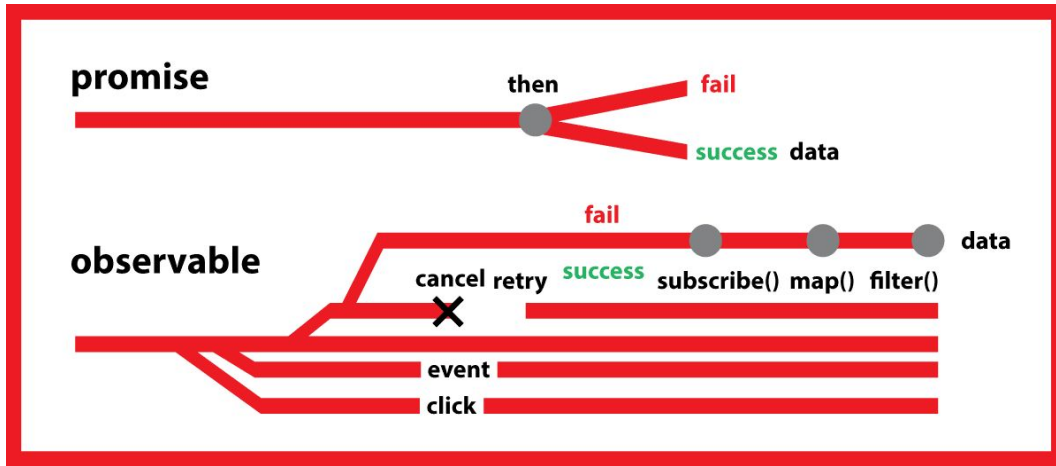 promise
then
fail
success data
observable
fail
data
cancel retry success subscribe() map() filter()
event
click